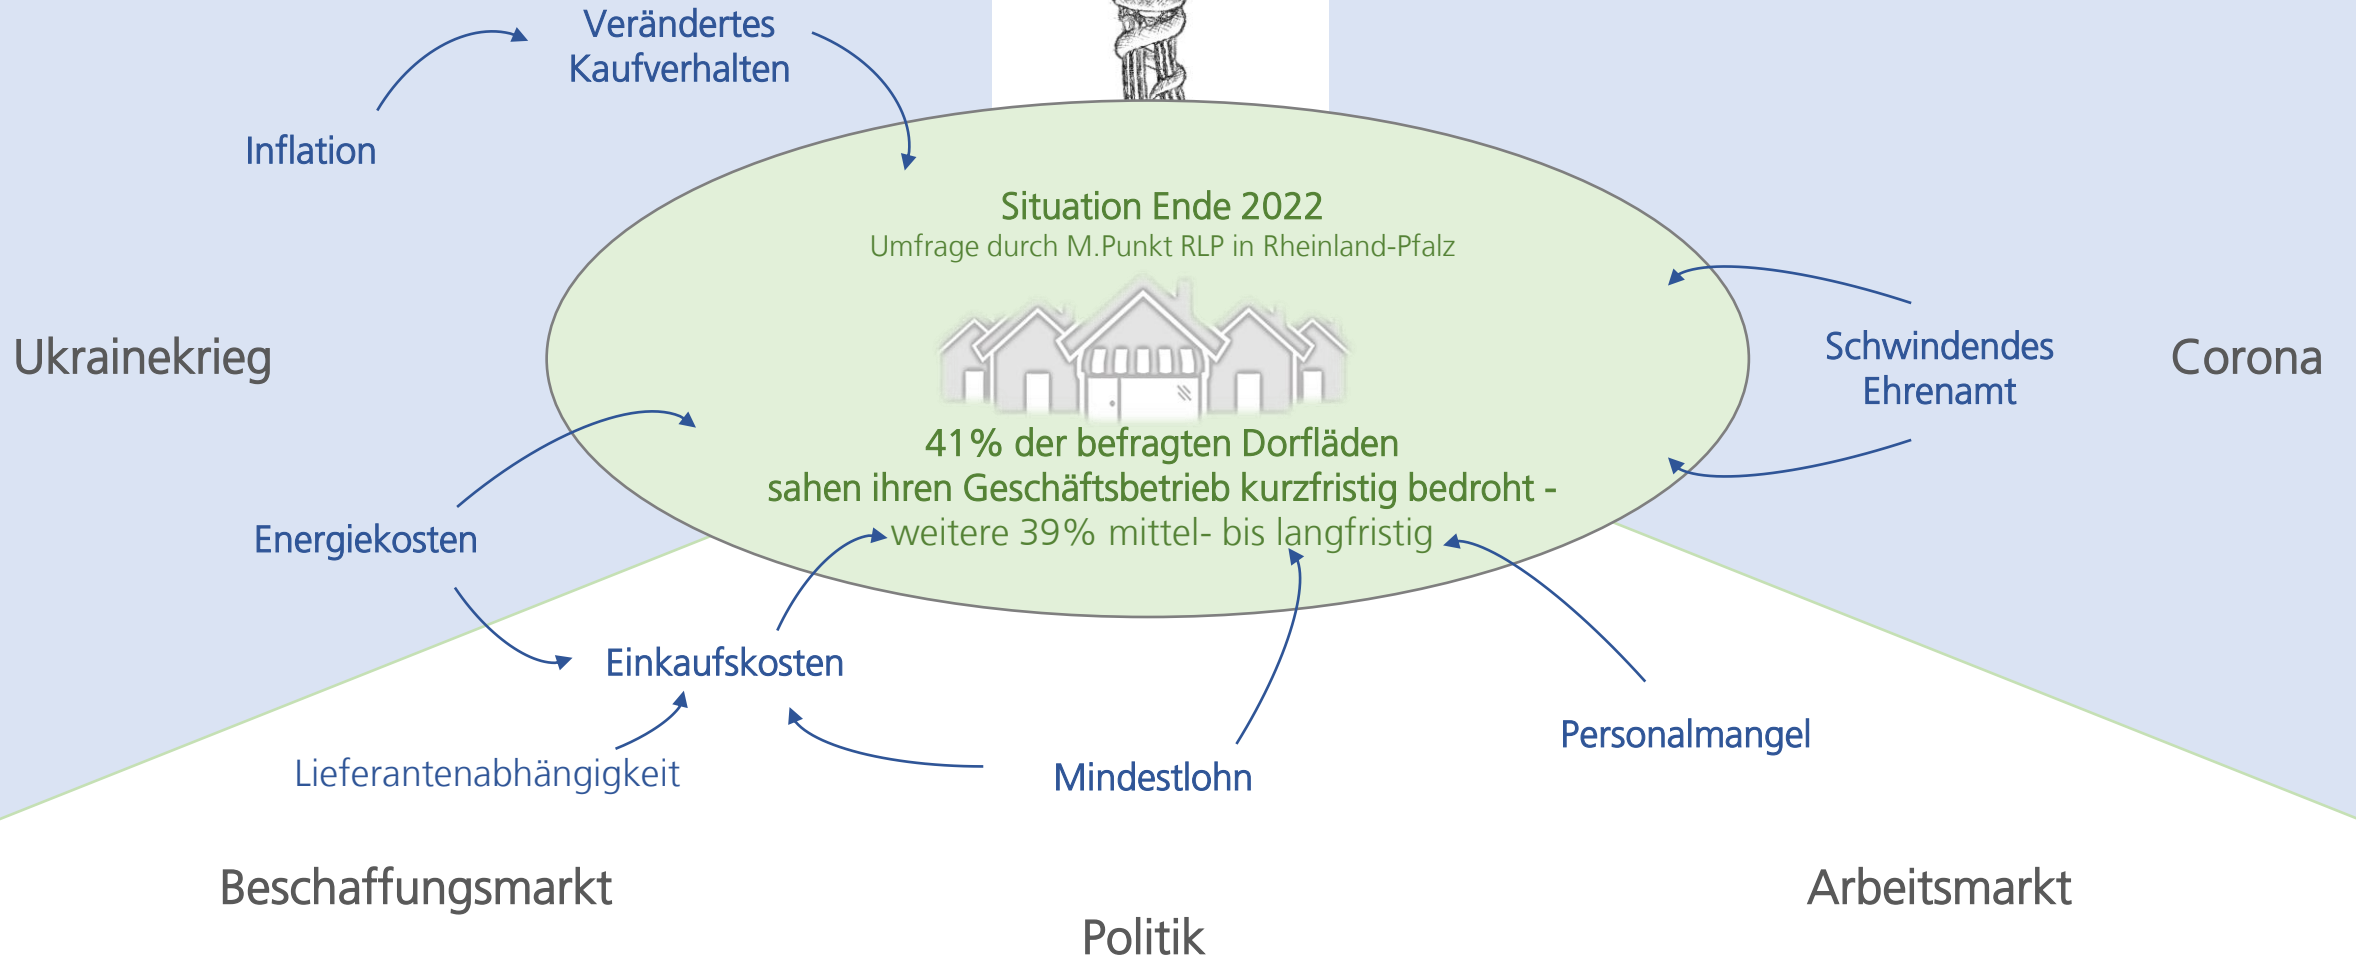 Verändertes
Kaufverhalten
Inflation
Situation Ende 2022
Umfrage durch M.Punkt RLP in Rheinland-Pfalz
Ukrainekrieg
Schwindendes
Ehrenamt
Corona
41% der befragten Dorfläden
sahen ihren Geschäftsbetrieb kurzfristig bedroht -
weitere 39% mittel- bis langfristig
Energiekosten
Einkaufskosten
Lieferantenabhängigkeit
Mindestlohn
Personalmangel
Beschaffungsmarkt
Politik
Arbeitsmarkt